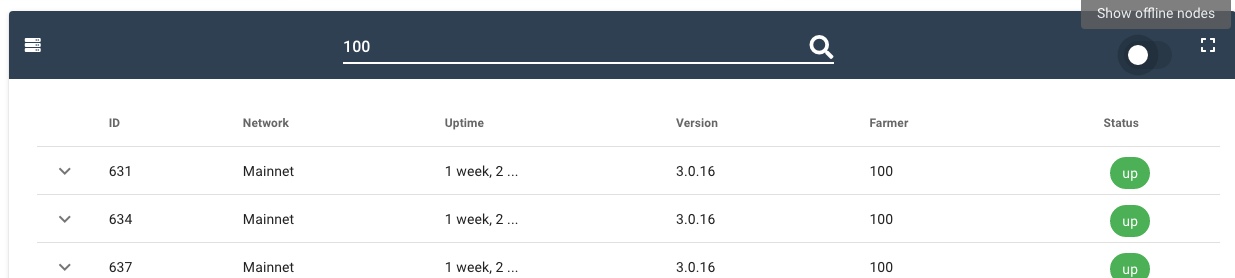 Show offline nodes
100
ID Network Uptime Version Farmer Status
631 Mainnet 1 week, 2 ... 3.0.16 100 up
634 Mainnet 1 week, 2 ... 3.0.16 100 up
637 Mainnet 1 week, 2 ... 3.0.16 100 up